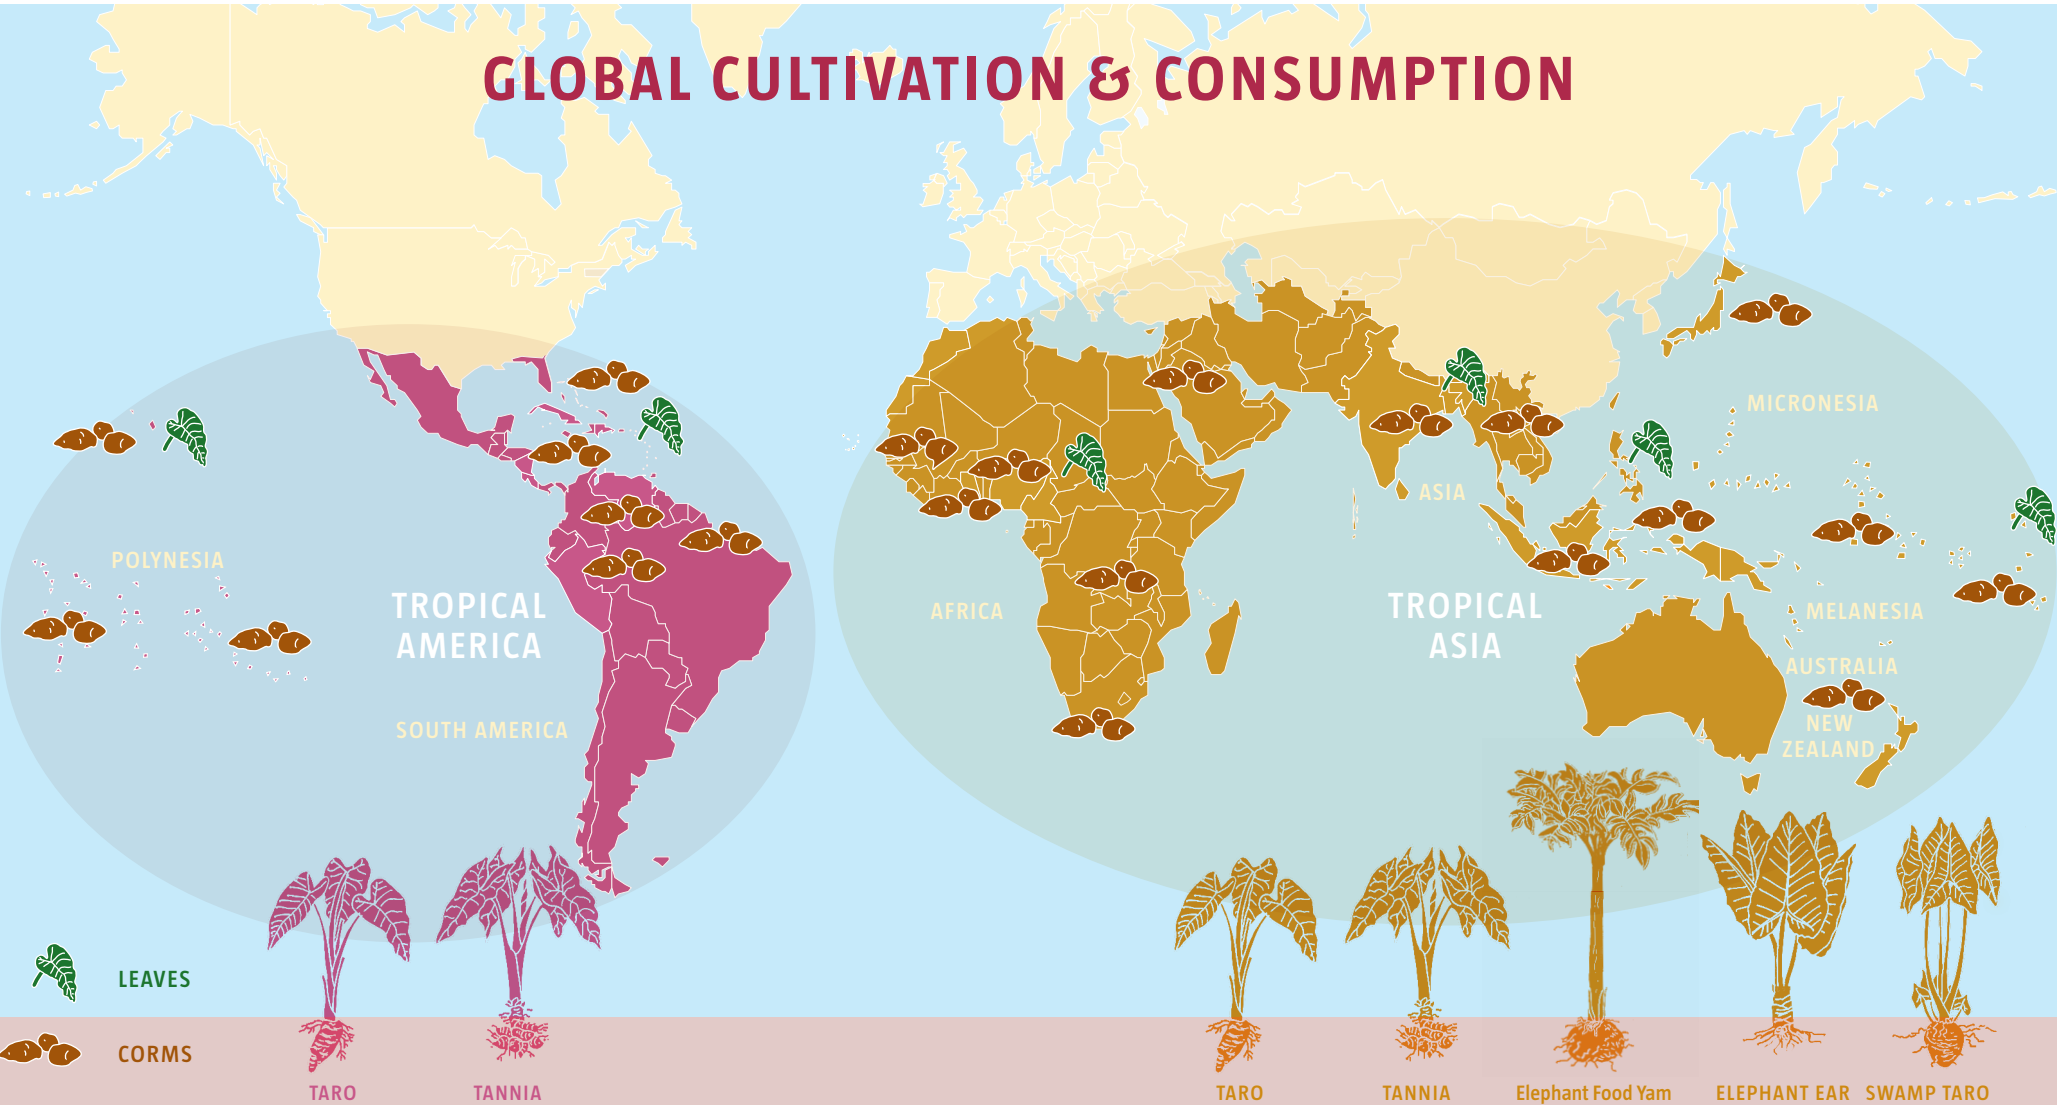 GLOBAL CULTIVATION & CONSUMPTION
MICRONESIA
ASIA
POLYNESIA
TROPICAL
AMERICA
AFRICA
TROPICAL
ASIA
MELANESIA
AUSTRALIA
SOUTH AMERICA
NEW
ZEALAND
LEAVES
CORMS
TARO
TANNIA
TARO
TANNIA
Elephant Food Yam
ELEPHANT EAR
SWAMP TARO